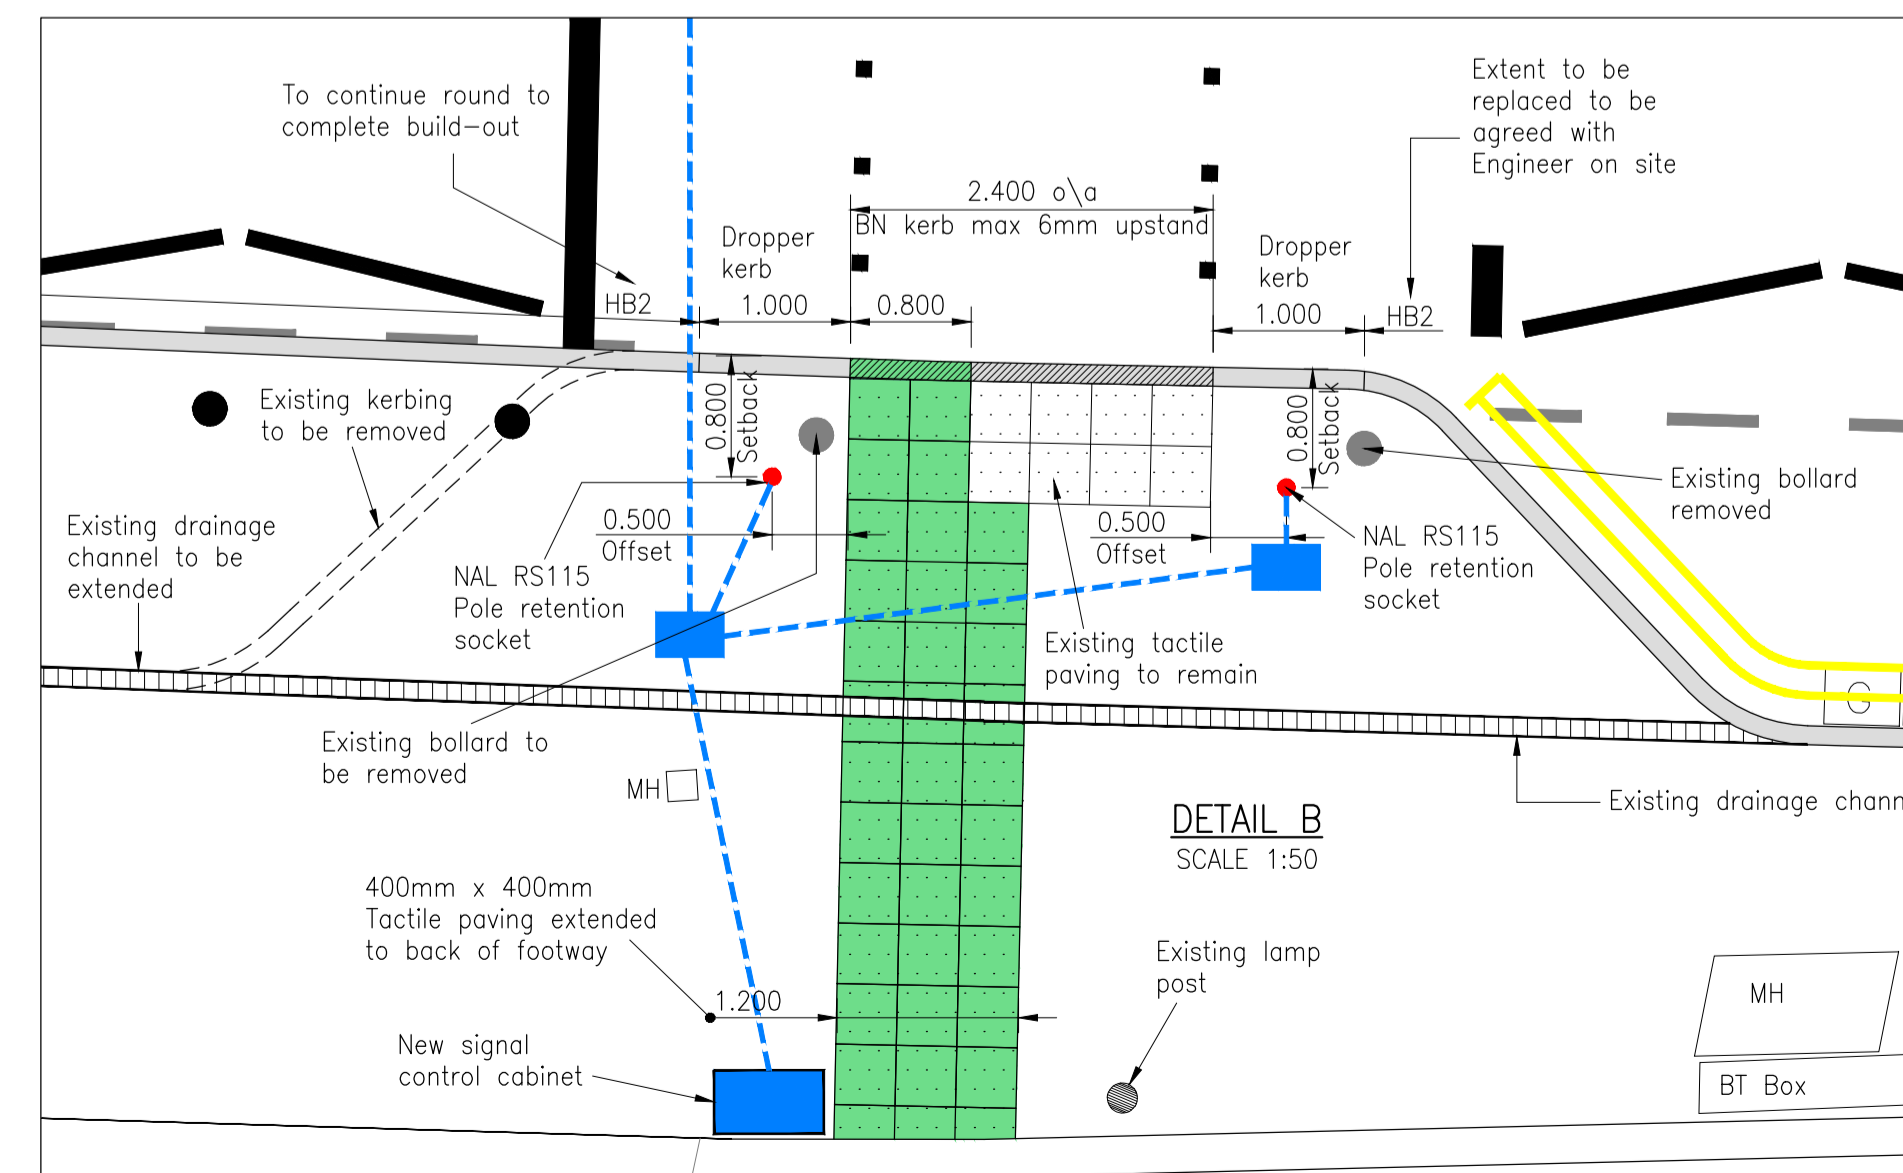 To continue round to
complete build-out
Extent to be
replaced to be
agreed with
Engineer on site
2.400 o\a
BN kerb max 6mm upstand
Dropper
kerb
Dropper
kerb
HB2
1.000
0.800
1.000
HB2
0.800
Setback
0.800
Setback
Existing kerbing
to be removed
Existing bollard
removed
Existing drainage
channel to be
extended
0.500
Offset
0.500
Offset
NAL RS115
Pole retention
socket
NAL RS115
Pole retention
socket
Existing tactile
paving to remain
G
Existing bollard to
be removed
MH
DETAIL B
SCALE 1:50
Existing drainage chann
400mm x 400mm
Tactile paving extended
to back of footway
1.200
Existing lamp
post
MH
New signal
control cabinet
BT Box